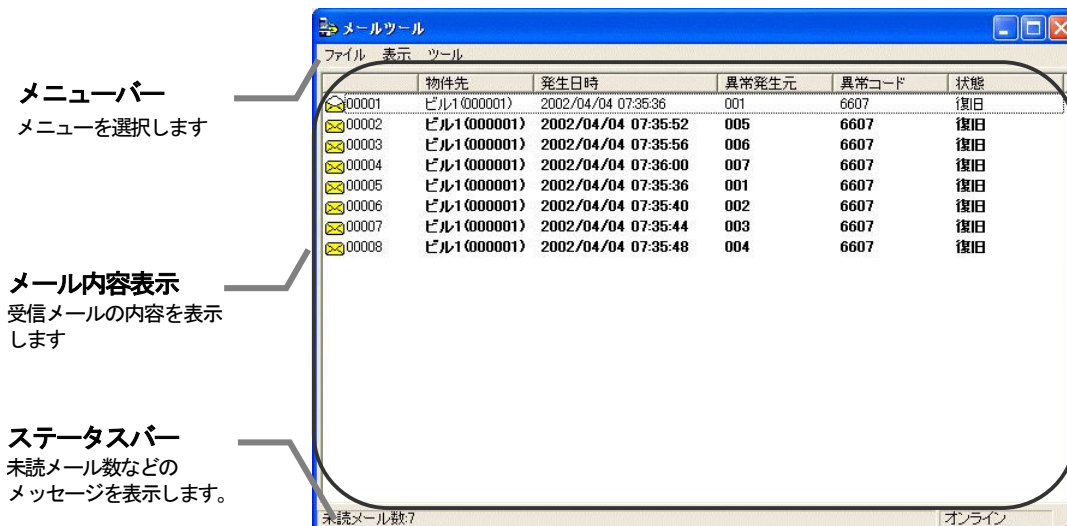 メールツール
ファイル 表示 ツール
メニューバー
メニューを選択します
物件先 発生日時 異常発生元 異常コード 状態
00001 ビル1(000001) 2002/04/04 07:35:36 001 6607 復旧
00002 ビル1(000001) 2002/04/04 07:35:52 005 6607 復旧
00003 ビル1(000001) 2002/04/04 07:35:56 006 6607 復旧
00004 ビル1(000001) 2002/04/04 07:36:00 007 6607 復旧
00005 ビル1(000001) 2002/04/04 07:35:36 001 6607 復旧
00006 ビル1(000001) 2002/04/04 07:35:40 002 6607 復旧
00007 ビル1(000001) 2002/04/04 07:35:44 003 6607 復旧
00008 ビル1(000001) 2002/04/04 07:35:48 004 6607 復旧
メール内容表示
受信メールの内容を表示
します
ステータスバー
未読メール数などの
メッセージを表示します。
未読メール数:7 オンライン